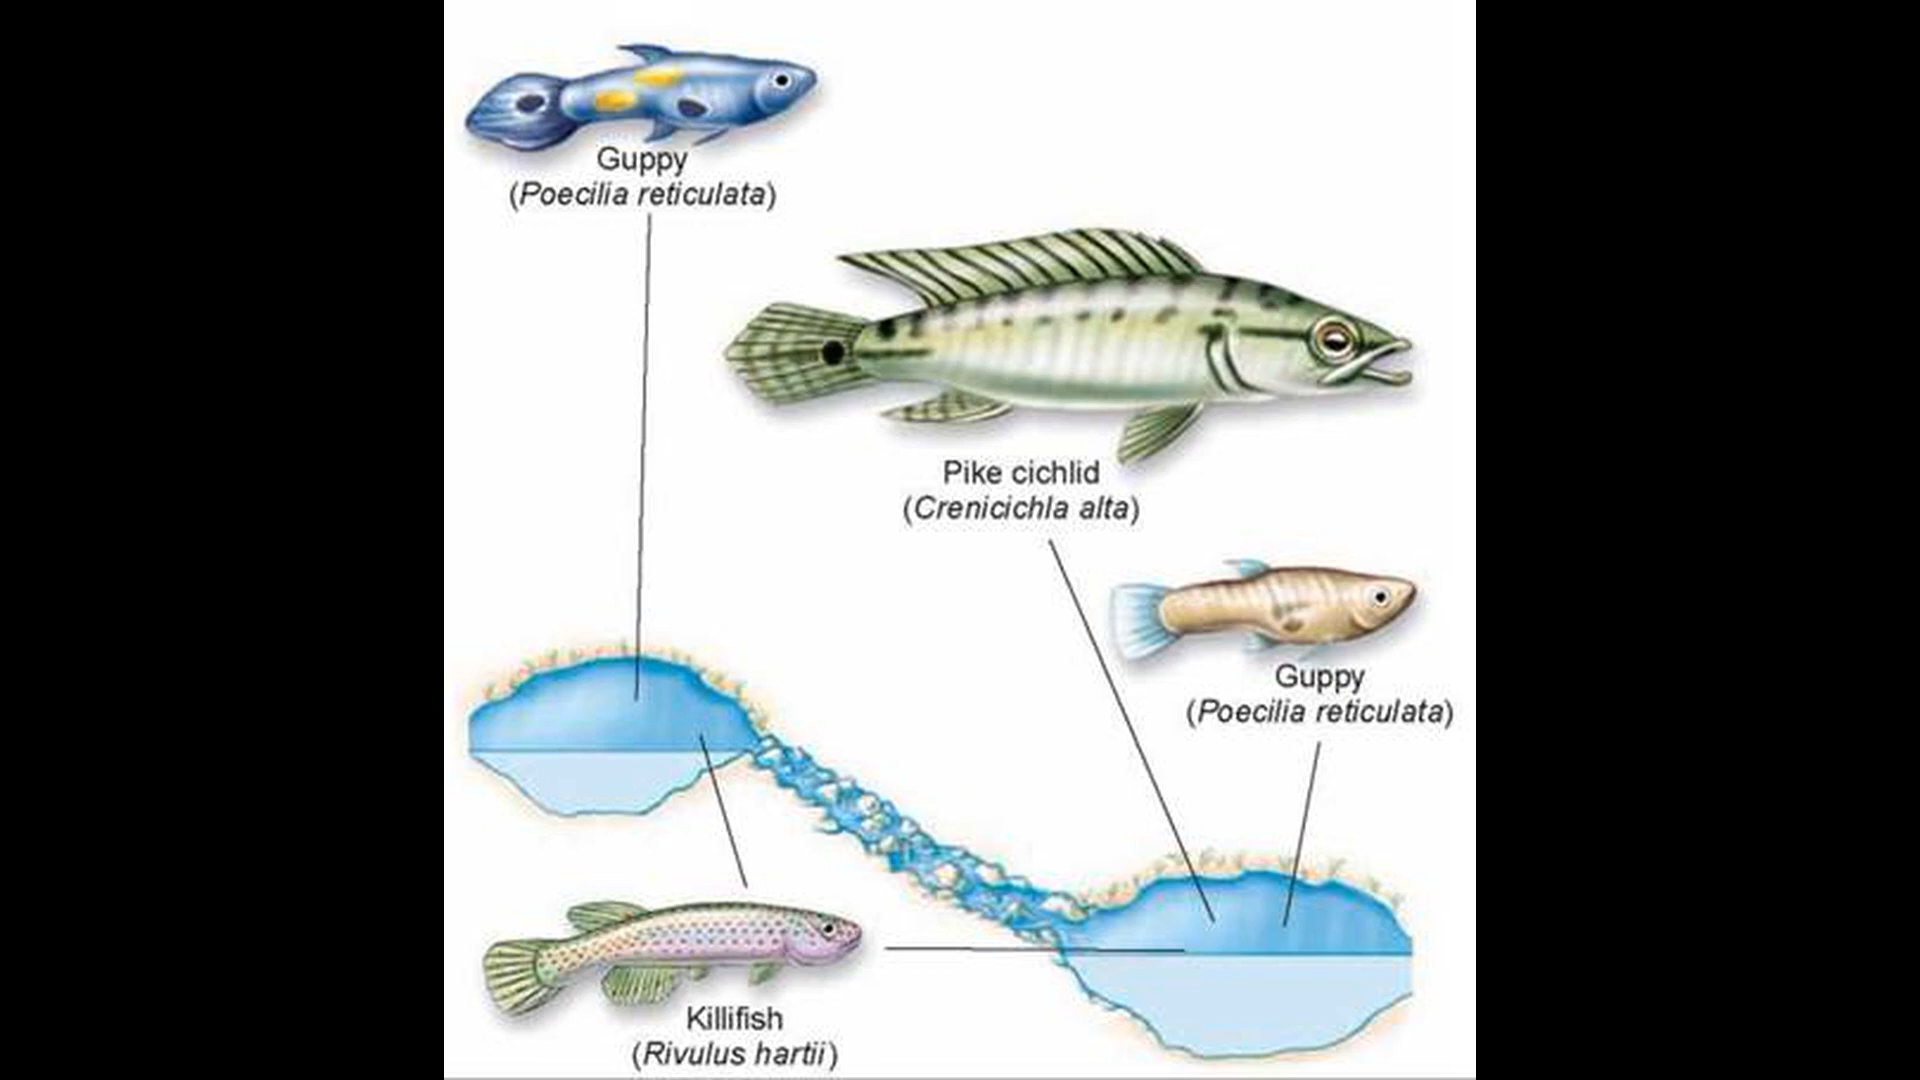 Guppy
(Poecilia reticulata)
Pike cichlid
(Crenicichla alta)
Guppy
(Poecilia reticulata)
Killifish
(Rivulus hartii)